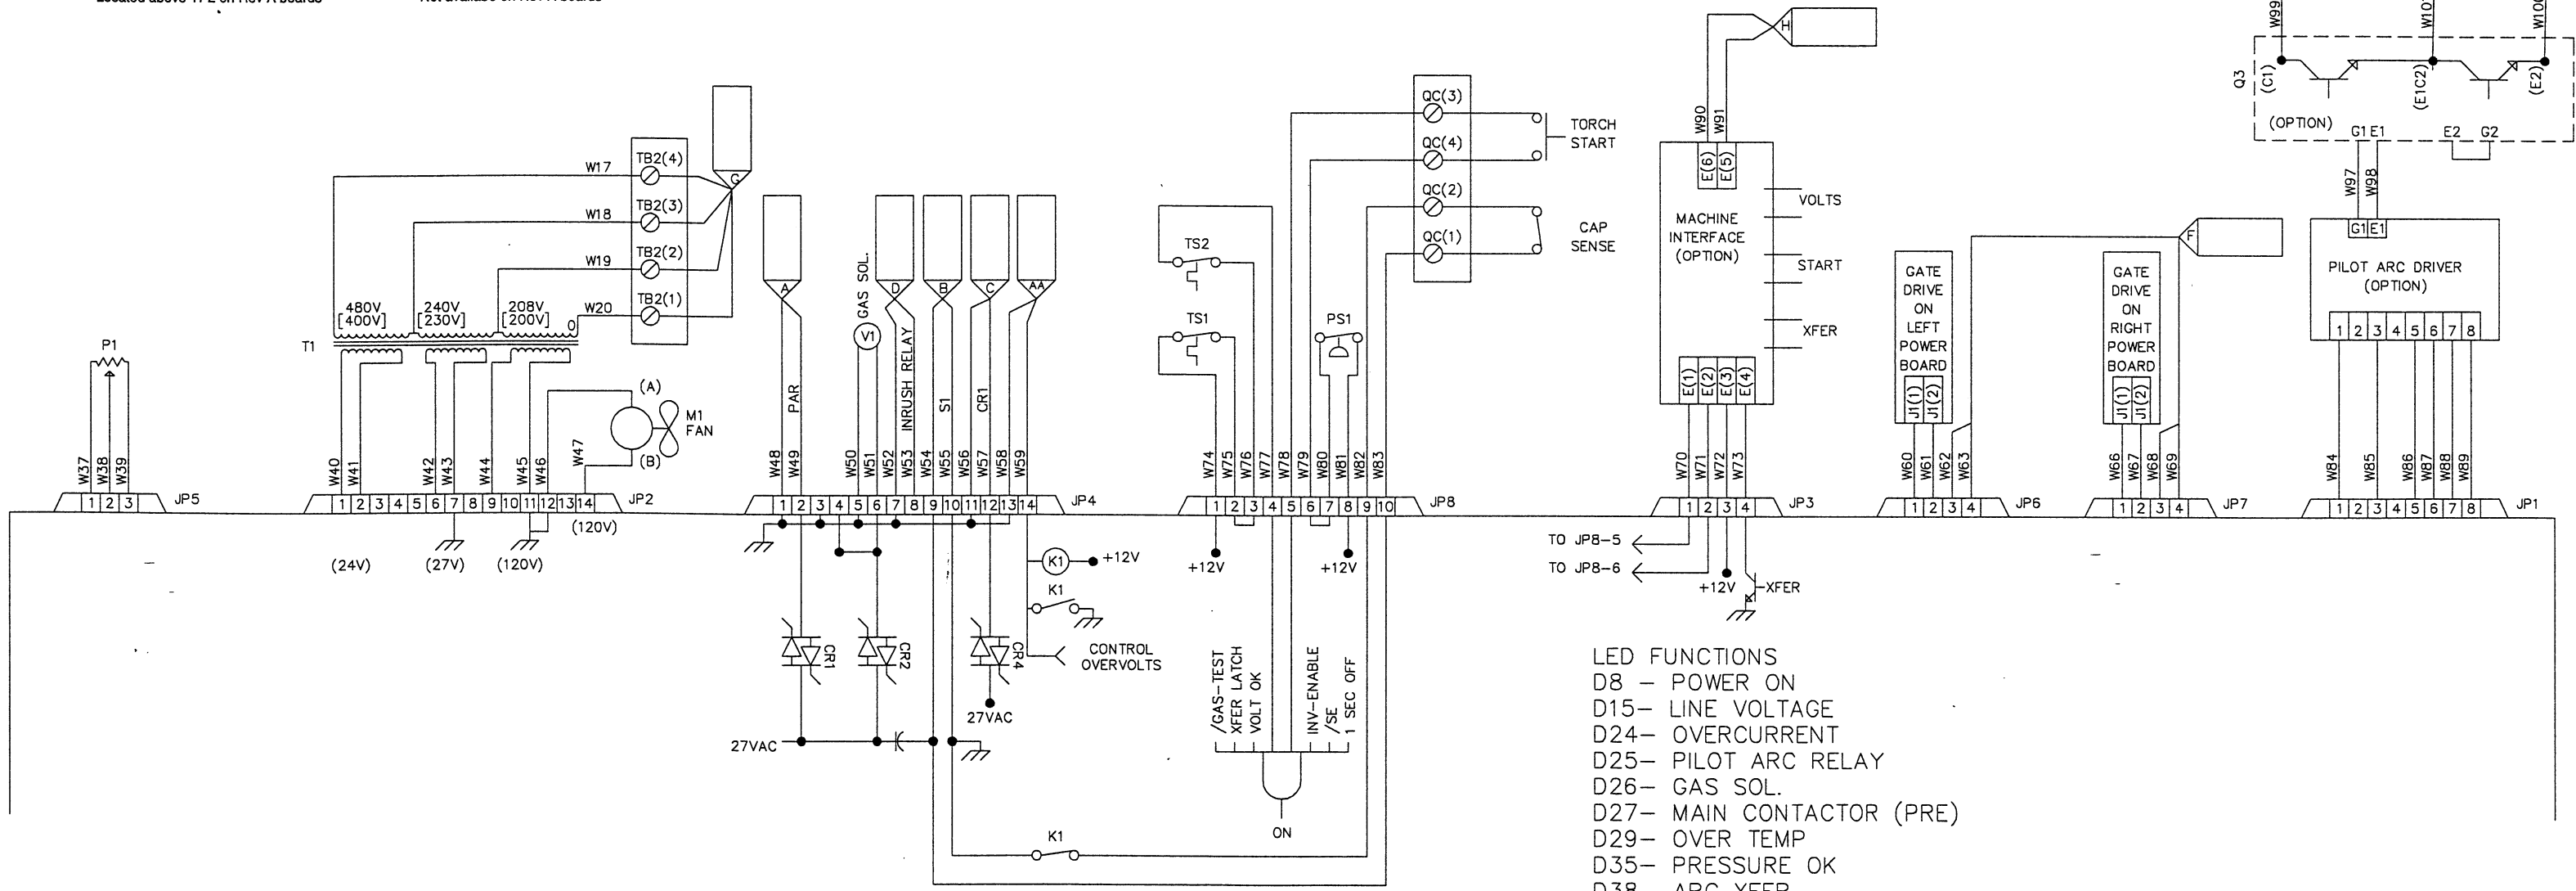 W99
W101
Q3
(C1)
(E1C2)
(E2)
(OPTION)
G1 E1
E2 G2
W97
W98
H
W90
W91
E(6)
E(5)
MACHINE
INTERFACE
(OPTION)
VOLTS
START
XFER
E(1)
E(2)
E(3)
E(4)
QC(3)
QC(4)
QC(2)
QC(1)
TORCH
START
CAP
SENSE
G
TB2(4)
TB2(3)
TB2(2)
TB2(1)
W17
W18
W19
W20
480V
[400V]
240V
[230V]
208V
[200V]
0
T1
P1
(A)
M1
FAN
(B)
A
D
B
C
AA
GAS SOL.
V1
PAR
INRUSH RELAY
S1
CR1
TS2
TS1
PS1
GATE
DRIVE
ON
LEFT
POWER
BOARD
J1(1)
J1(2)
F
GATE
DRIVE
ON
RIGHT
POWER
BOARD
J1(1)
J1(2)
G1 E1
PILOT ARC DRIVER
(OPTION)
1 2 3 4 5 6 7 8
W37
W38
W39
W40
W41
W42
W43
W44
W45
W46
W47
W48
W49
W50
W51
W52
W53
W54
W55
W56
W57
W58
W59
W74
W75
W76
W77
W78
W79
W80
W81
W82
W83
W70
W71
W72
W73
W60
W61
W62
W63
W66
W67
W68
W69
W84
W85
W86
W87
W88
W89
1 2 3 JP5
1 2 3 4 5 6 7 8 9 10 11 12 13 14 JP2
1 2 3 4 5 6 7 8 9 10 11 12 13 14 JP4
1 2 3 4 5 6 7 8 9 10 JP8
1 2 3 4 JP3
1 2 3 4 JP6
1 2 3 4 JP7
1 2 3 4 5 6 7 8 JP1
(24V)
(27V)
(120V)
(120V)
K1
+12V
K1
CONTROL
OVERVOLTS
CR1
CR2
CR4
27VAC
27VAC
K1
+12V
+12V
/GAS-TEST
XFER LATCH
VOLT OK
INV-ENABLE
/SE
1 SEC OFF
ON
TO JP8-5
TO JP8-6
+12V
XFER
LED FUNCTIONS
D8 – POWER ON
D15– LINE VOLTAGE
D24– OVERCURRENT
D25– PILOT ARC RELAY
D26– GAS SOL.
D27– MAIN CONTACTOR (PRE)
D29– OVER TEMP
D35– PRESSURE OK
D38– ARC XFER